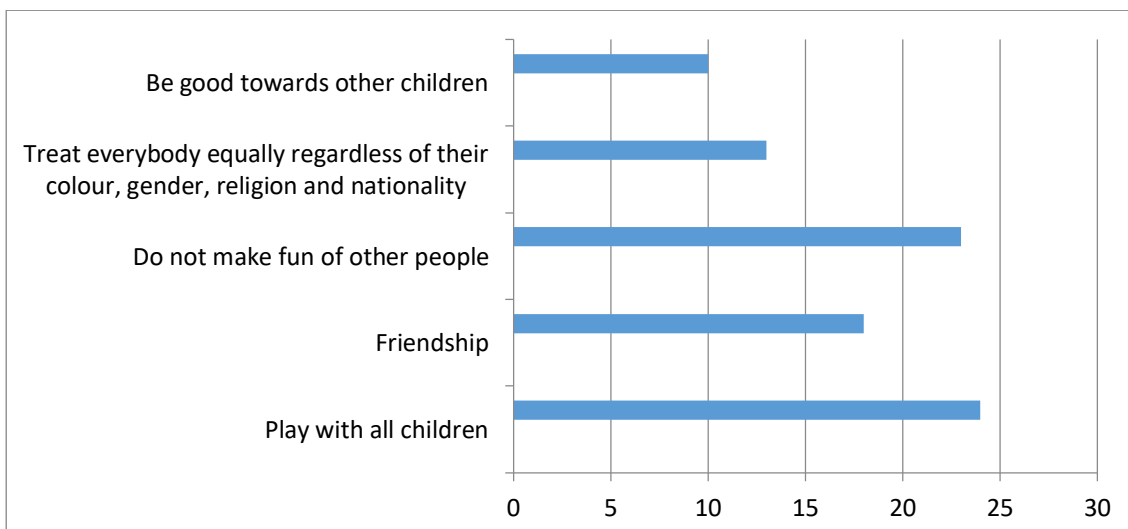 Be good towards other children
Treat everybody equally regardless of their
colour, gender, religion and nationality
Do not make fun of other people
Friendship
Play with all children
0 5 10 15 20 25 30